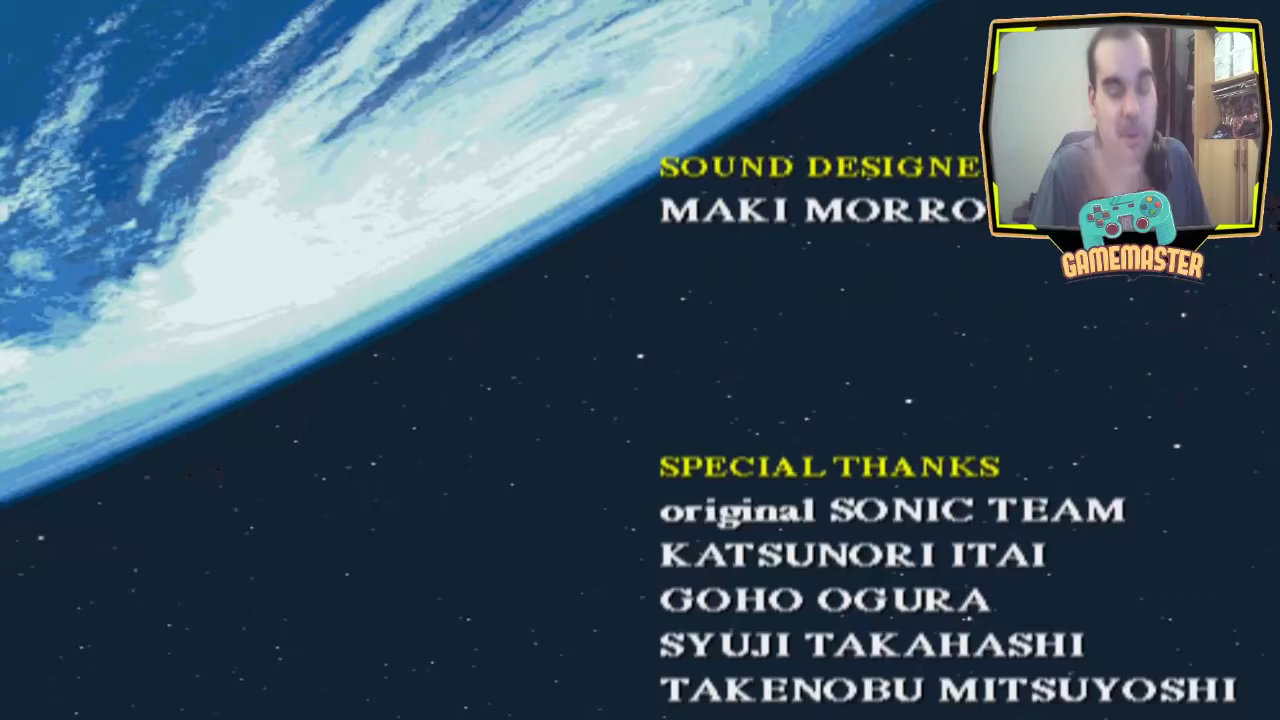 SOUND DESIGNE
MAKI MORRO
GAMEMASTER
SPECIAL THANKS
original SONIC TEAM
KATSUNORI ITAI
GOHO OGURA
SYUJI TAKAHASHI
TAKENOBU MITSUYOSHI